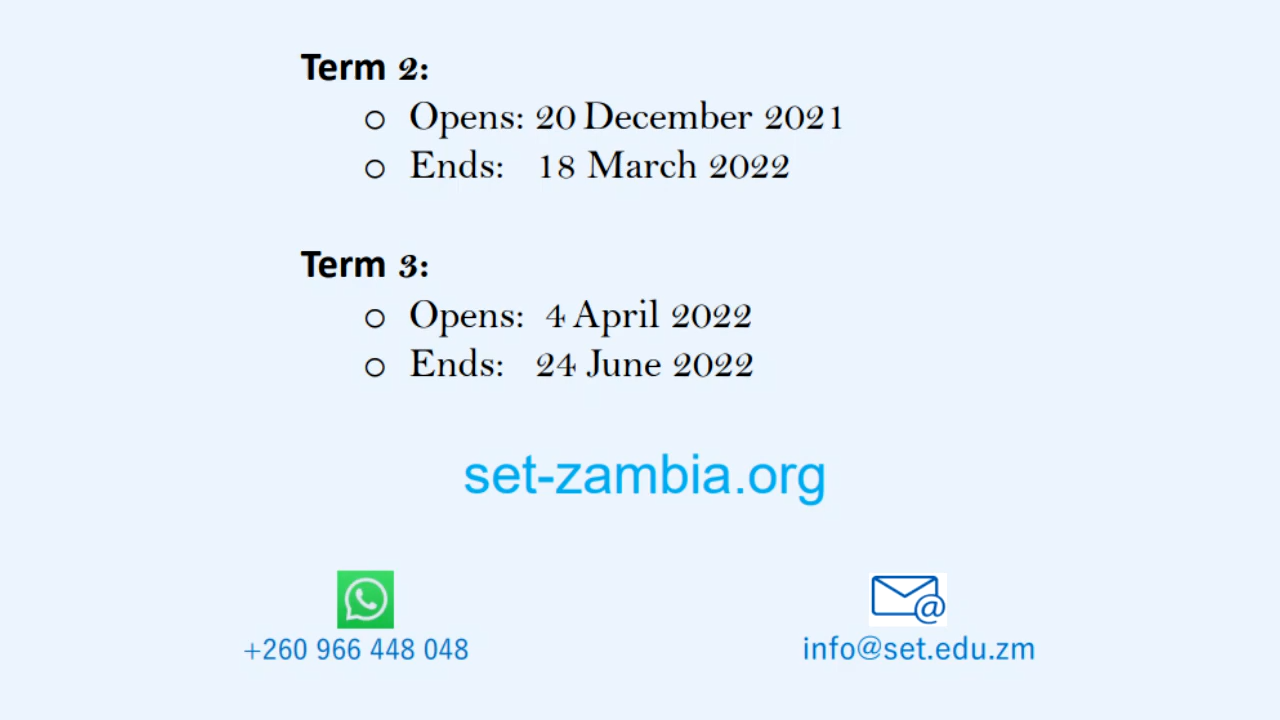 Term 2:
o Opens: 20 December 2021
o Ends: 18 March 2022
Term 3:
o Opens: 4 April 2022
o Ends: 24 June 2022
set-zambia.org
+260 966 448 048
info@set.edu.zm